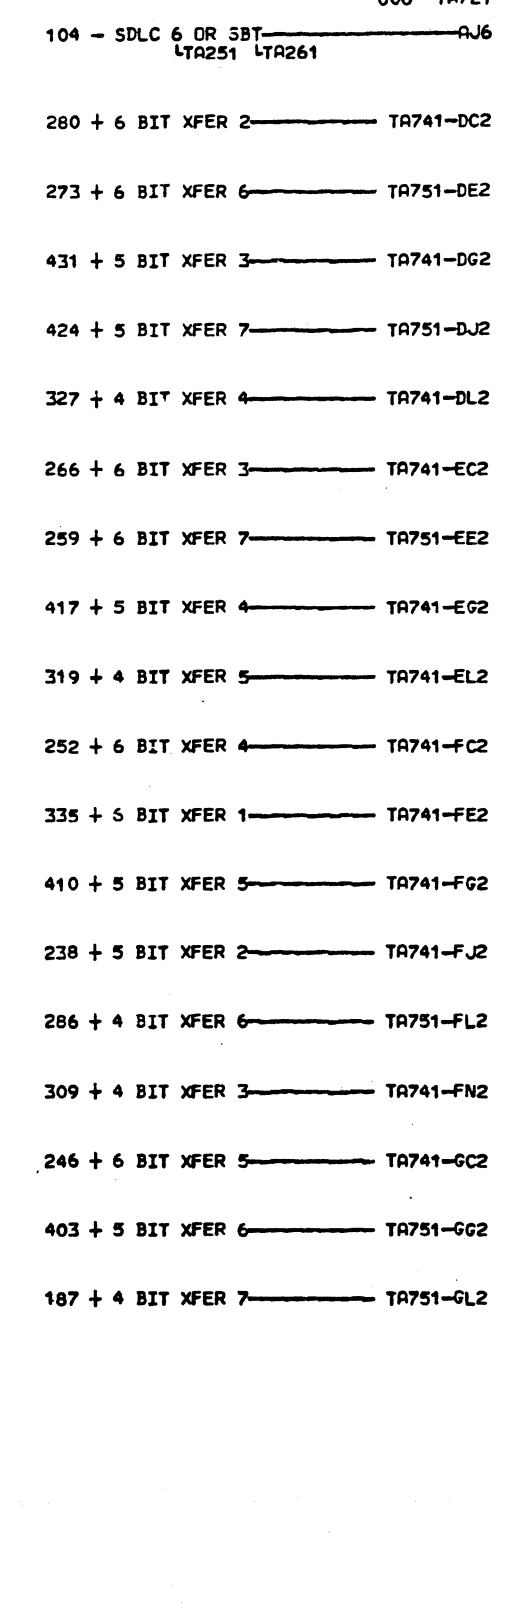 104 - SDLC 6 OR SBT AJ6
TA251 TA261
280 + 6 BIT XFER 2 TA741-DC2
273 + 6 BIT XFER 6 TA751-DE2
431 + 5 BIT XFER 3 TA741-DG2
424 + 5 BIT XFER 7 TA751-DJ2
327 + 4 BIT XFER 4 TA741-DL2
266 + 6 BIT XFER 3 TA741-EC2
259 + 6 BIT XFER 7 TA751-EE2
417 + 5 BIT XFER 4 TA741-EG2
319 + 4 BIT XFER 5 TA741-EL2
252 + 6 BIT XFER 4 TA741-FC2
335 + 6 BIT XFER 1 TA741-FE2
410 + 5 BIT XFER 5 TA741-FG2
238 + 5 BIT XFER 2 TA741-FJ2
286 + 4 BIT XFER 6 TA751-FL2
309 + 4 BIT XFER 3 TA741-FN2
246 + 6 BIT XFER 5 TA741-GC2
403 + 5 BIT XFER 6 TA751-GG2
187 + 4 BIT XFER 7 TA751-GL2